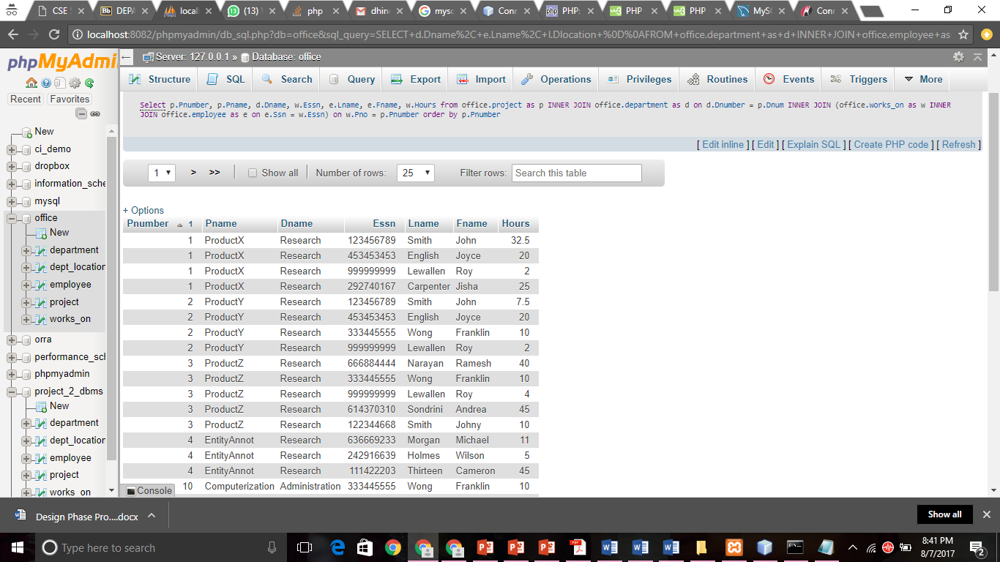 CSE
DEPA
locall
(13) W
php
dhind
mysq
Conn
PHP:
PHP
PHP
MySQ
Conn
localhost:8082/phpmyadmin/db_sql.php?db=office&sql_query=SELECT+d.Dname%2C+e.Lname%2C+l.Dlocation+%0D%0AFROM+office.department+as+d+INNER+JOIN+office.employee+as
phpMyAdmi
Recent Favorites
New
ci_demo
dropbox
information_sche
mysql
office
New
department
dept_location
employee
project
works_on
orra
performance_sch
phpmyadmin
project_2_dbms
New
department
dept_location
employee
project
works_on
Server: 127.0.0.1 » Database: office
Structure SQL Search Query Export Import Operations Privileges Routines Events Triggers More
Select p.Pnumber, p.Pname, d.Dname, w.Essn, e.Lname, e.Fname, w.Hours from office.project as p INNER JOIN office.department as d on d.Dnumber = p.Dnum INNER JOIN (office.works_on as w INNER
JOIN office.employee as e on e.Ssn = w.Essn) on w.Pno = p.Pnumber order by p.Pnumber
[ Edit inline ] [ Edit ] [ Explain SQL ] [ Create PHP code ] [ Refresh ]
1 > >> Show all Number of rows: 25 Filter rows: Search this table
+ Options
Pnumber 1 Pname Dname Essn Lname Fname Hours
1 ProductX Research 123456789 Smith John 32.5
1 ProductX Research 453453453 English Joyce 20
1 ProductX Research 999999999 Lewallen Roy 2
1 ProductX Research 292740167 Carpenter Jisha 25
2 ProductY Research 123456789 Smith John 7.5
2 ProductY Research 453453453 English Joyce 20
2 ProductY Research 333445555 Wong Franklin 10
2 ProductY Research 999999999 Lewallen Roy 2
3 ProductZ Research 666884444 Narayan Ramesh 40
3 ProductZ Research 333445555 Wong Franklin 10
3 ProductZ Research 999999999 Lewallen Roy 4
3 ProductZ Research 614370310 Sondrini Andrea 45
3 ProductZ Research 122344668 Smith Johny 10
4 EntityAnnot Research 636669233 Morgan Michael 11
4 EntityAnnot Research 242916639 Holmes Wilson 5
4 EntityAnnot Research 111422203 Thirteen Cameron 45
10 Computerization Administration 333445555 Wong Franklin 10
Console
Design Phase Pro....docx
Show all
Type here to search
8:41 PM
8/7/2017
2